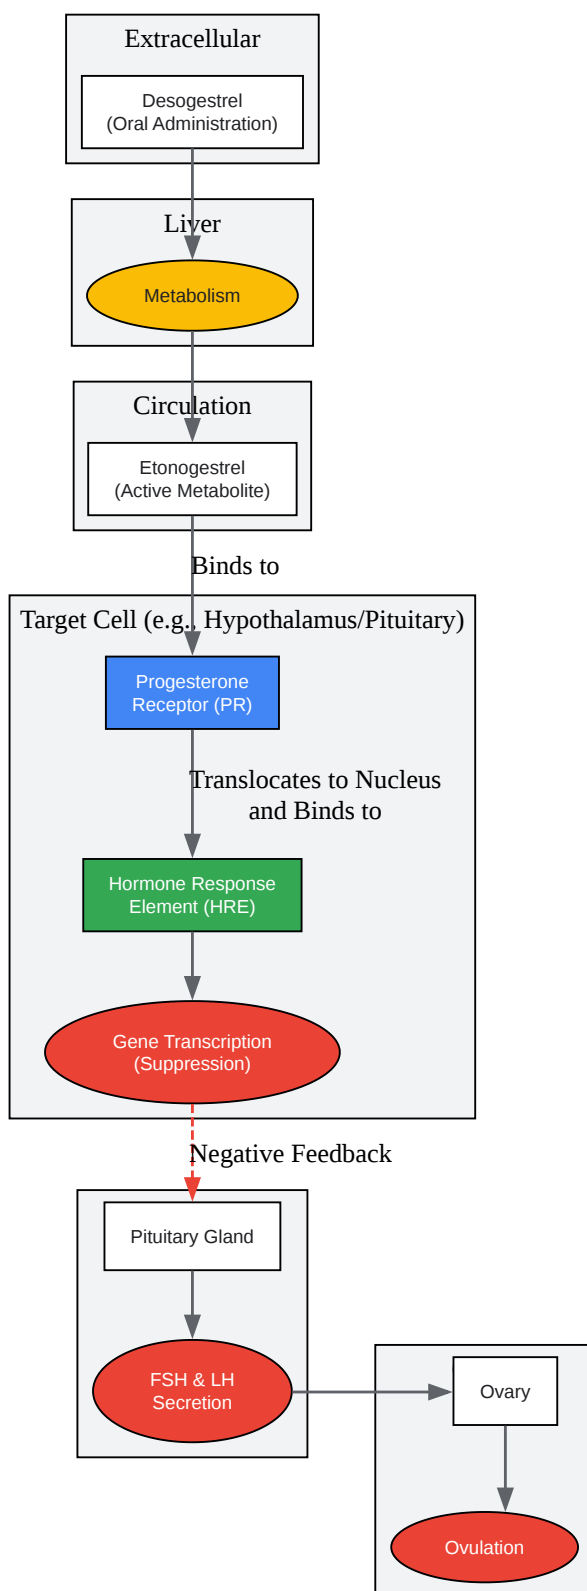 Extracellular
Desogestrel
(Oral Administration)
Liver
Metabolism
Circulation
Etonogestrel
(Active Metabolite)
Binds to
Target Cell (e.g., Hypothalamus/Pituitary)
Progesterone
Receptor (PR)
Translocates to Nucleus
and Binds to
Hormone Response
Element (HRE)
Gene Transcription
(Suppression)
Negative Feedback
Pituitary Gland
FSH & LH
Secretion
Ovary
Ovulation